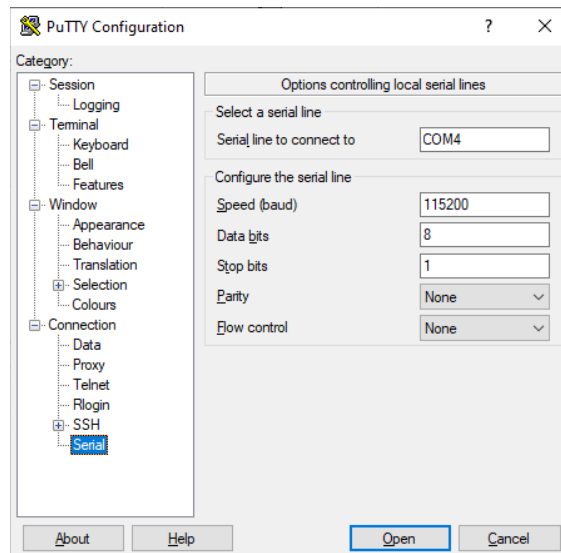 PuTTY Configuration
Category:
Session
Logging
Terminal
Keyboard
Bell
Features
Window
Appearance
Behaviour
Translation
Selection
Colours
Connection
Data
Proxy
Telnet
Rlogin
SSH
Serial
Options controlling local serial lines
Select a serial line
Serial line to connect to COM4
Configure the serial line
Speed (baud) 115200
Data bits 8
Stop bits 1
Parity None
Flow control None
About Help Open Cancel